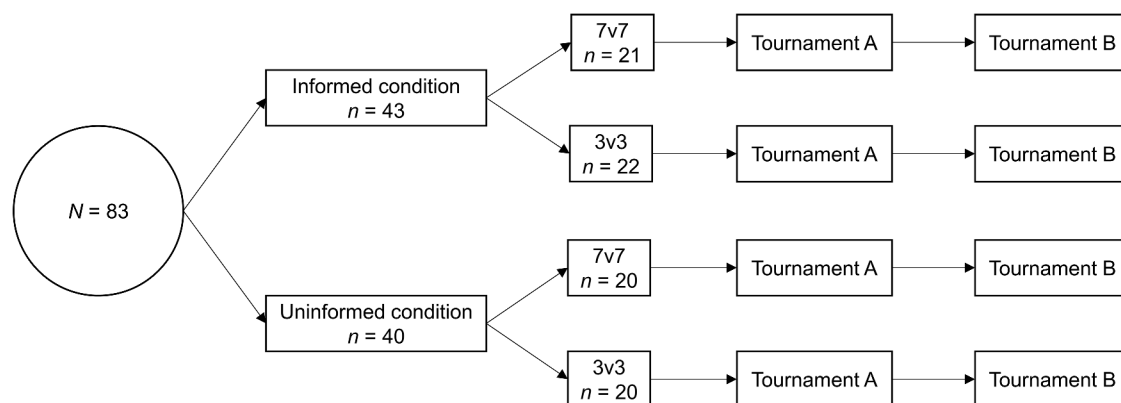 N = 83
Informed condition
n = 43
7v7
n = 21
Tournament A
Tournament B
3v3
n = 22
Tournament A
Tournament B
Uninformed condition
n = 40
7v7
n = 20
Tournament A
Tournament B
3v3
n = 20
Tournament A
Tournament B